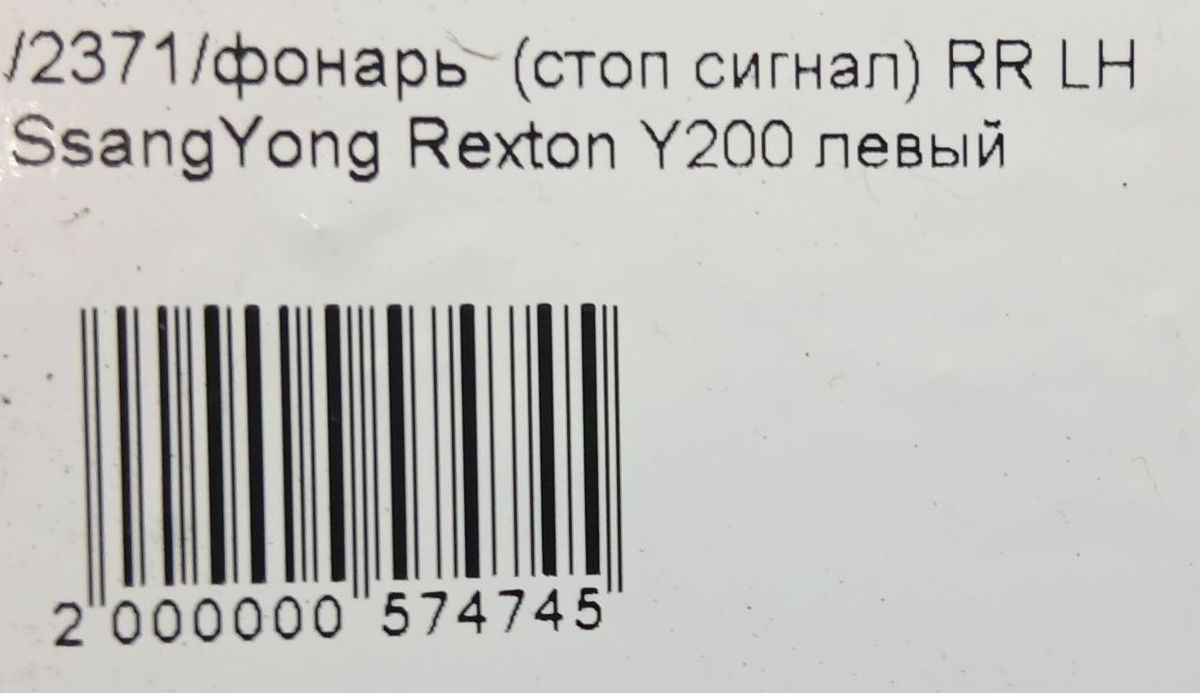 /2371/фонарь (стоп сигнал) RR LH
SsangYong Rexton Y200 левый
2 000000 574745